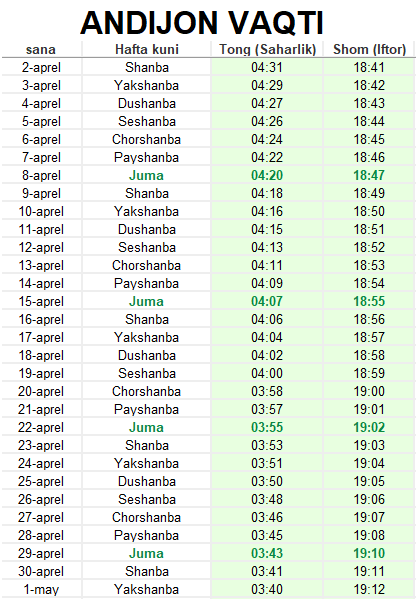 ANDIJON VAQTI
sana Hafta kuni Tong (Saharlik) Shom (Iftor)
2-aprel Shanba 04:31 18:41
3-aprel Yakshanba 04:29 18:42
4-aprel Dushanba 04:27 18:43
5-aprel Seshanba 04:26 18:44
6-aprel Chorshanba 04:24 18:45
7-aprel Payshanba 04:22 18:46
8-aprel Juma 04:20 18:47
9-aprel Shanba 04:18 18:49
10-aprel Yakshanba 04:16 18:50
11-aprel Dushanba 04:15 18:51
12-aprel Seshanba 04:13 18:52
13-aprel Chorshanba 04:11 18:53
14-aprel Payshanba 04:09 18:54
15-aprel Juma 04:07 18:55
16-aprel Shanba 04:06 18:56
17-aprel Yakshanba 04:04 18:57
18-aprel Dushanba 04:02 18:58
19-aprel Seshanba 04:00 18:59
20-aprel Chorshanba 03:58 19:00
21-aprel Payshanba 03:57 19:01
22-aprel Juma 03:55 19:02
23-aprel Shanba 03:53 19:03
24-aprel Yakshanba 03:51 19:04
25-aprel Dushanba 03:50 19:05
26-aprel Seshanba 03:48 19:06
27-aprel Chorshanba 03:46 19:07
28-aprel Payshanba 03:45 19:08
29-aprel Juma 03:43 19:10
30-aprel Shanba 03:41 19:11
1-may Yakshanba 03:40 19:12